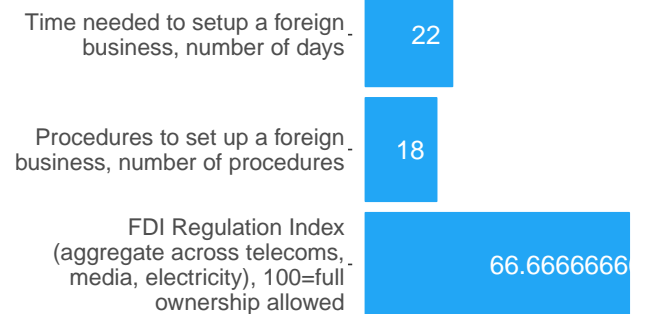 Time needed to setup a foreign
business, number of days
22
Procedures to set up a foreign
business, number of procedures
18
FDI Regulation Index
(aggregate across telecoms,
media, electricity), 100=full
ownership allowed
66.6666666